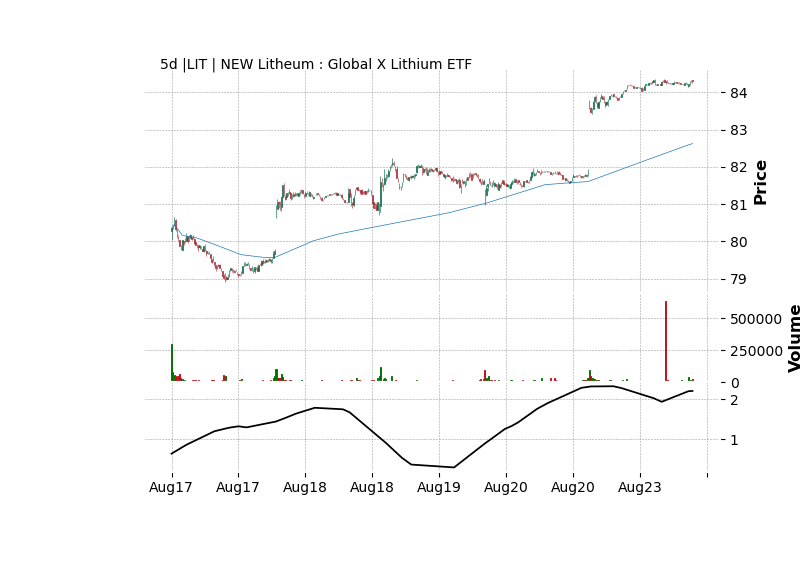 5d |LIT | NEW Litheum : Global X Lithium ETF
84
83
82
81
80
79
Price
500000
250000
0
Volume
2
1
Aug17 Aug17 Aug18 Aug18 Aug19 Aug20 Aug20 Aug23